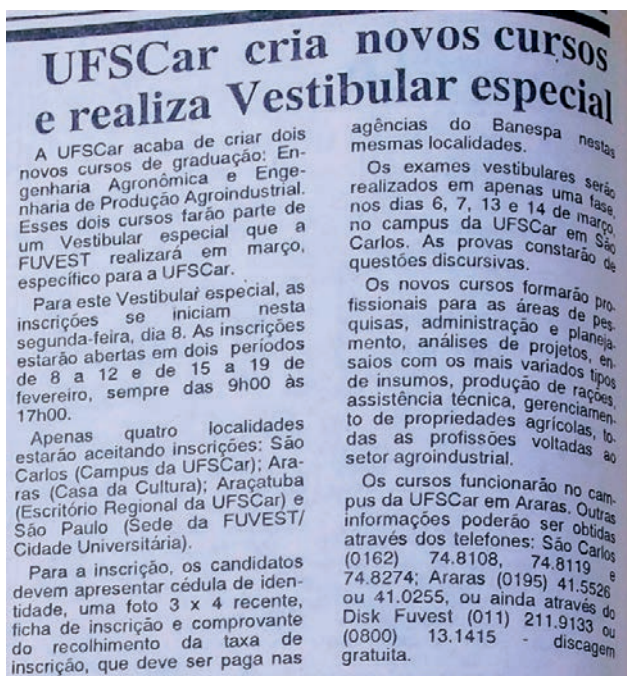 UFSCar cria novos cursos
e realiza Vestibular especial
A UFSCar acaba de criar dois
novos cursos de graduação: En-
genharia Agronômica e Enge-
nharia de Produção Agroindustrial.
Esses dois cursos farão parte de
um Vestibular especial que a
FUVEST realizará em março,
específico para a UFSCar.
Para este Vestibular especial, as
inscrições se iniciam nesta
segunda-feira, dia 8. As inscrições
estarão abertas em dois períodos
de 8 a 12 e de 15 a 19 de
fevereiro, sempre das 9h00 às
17h00.
Apenas quatro localidades
estarão aceitando inscrições: São
Carlos (Campus da UFSCar); Ara-
ras (Casa da Cultura); Araçatuba
(Escritório Regional da UFSCar) e
São Paulo (Sede da FUVEST/
Cidade Universitária).
Para a inscrição, os candidatos
devem apresentar cédula de iden-
tidade, uma foto 3 x 4 recente,
ficha de inscrição e comprovante
do recolhimento da taxa de
inscrição, que deve ser paga nas
agências do Banespa nestas
mesmas localidades.
Os exames vestibulares serão
realizados em apenas uma fase,
nos dias 6, 7, 13 e 14 de março,
no campus da UFSCar em São
Carlos. As provas constarão de
questões discursivas.
Os novos cursos formarão pro-
fissionais para as áreas de pes-
quisas, administração e planeja-
mento, análises de projetos, en-
saios com os mais variados tipos
de insumos, produção de rações,
assistência técnica, gerenciamen-
to de propriedades agrícolas, to-
das as profissões voltadas ao
setor agroindustrial.
Os cursos funcionarão no cam-
pus da UFSCar em Araras. Outras
informações poderão ser obtidas
através dos telefones: São Carlos
(0162) 74.8108, 74.8119 e
74.8274; Araras (0195) 41.5526
ou 41.0255, ou ainda através do
Disk Fuvest (011) 211.9133 ou
(0800) 13.1415 - discagem
gratuita.